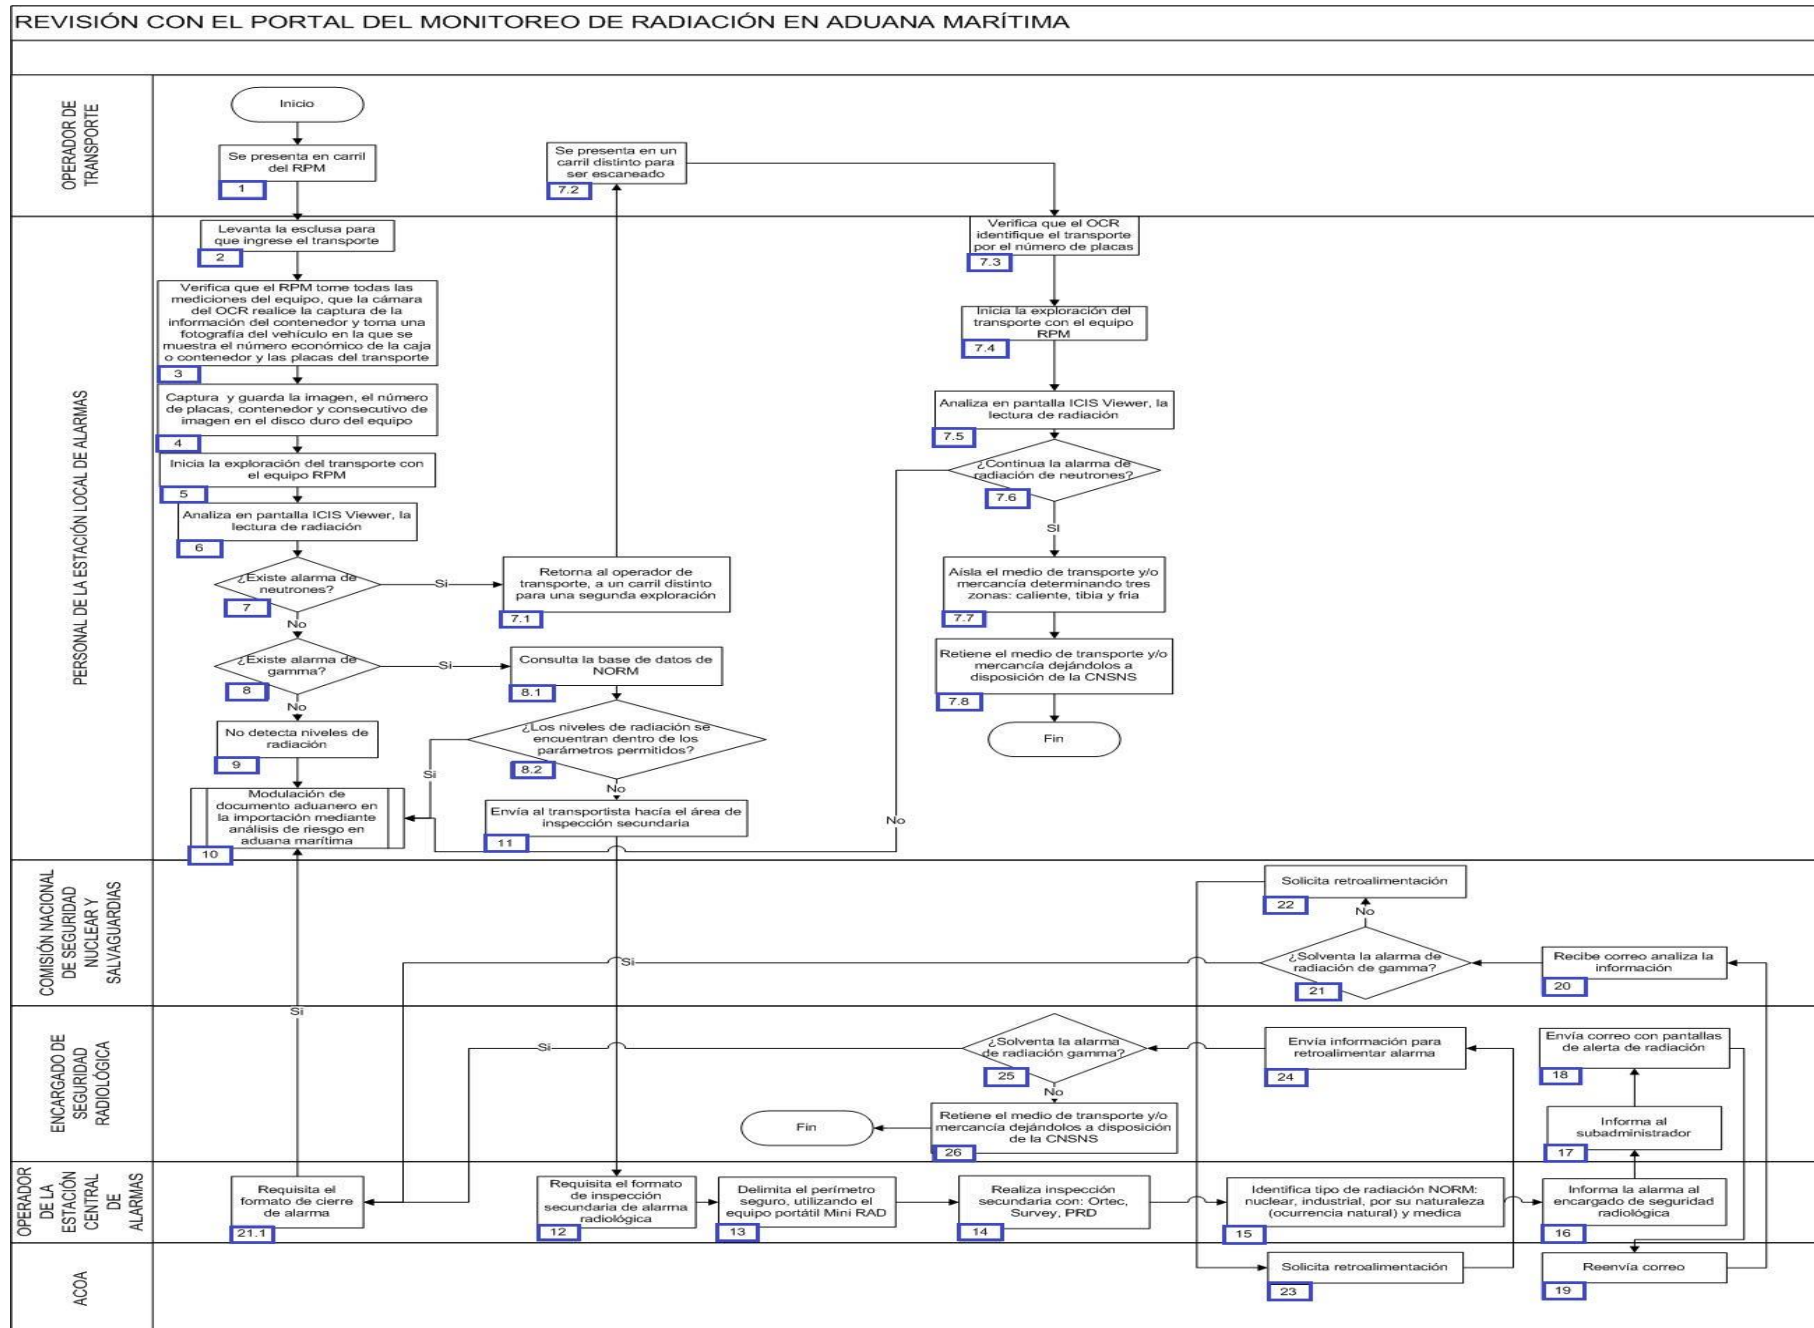 REVISIÓN CON EL PORTAL DEL MONITOREO DE RADIACIÓN EN ADUANA MARÍTIMA
OPERADOR DE
TRANSPORTE
Inicio
Se presenta en carril
del RPM
1
Se presenta en un
carril distinto para
ser escaneado
7.2
PERSONAL DE LA ESTACIÓN LOCAL DE ALARMAS
Levanta la esclusa para
que ingrese el transporte
2
Verifica que el RPM tome todas las
mediciones del equipo, que la cámara
del OCR realice la captura de la
información del contenedor y toma una
fotografía del vehículo en la que se
muestra el número económico de la caja
o contenedor y las placas del transporte
3
Captura y guarda la imagen, el número
de placas, contenedor y consecutivo de
imagen en el disco duro del equipo
4
Inicia la exploración del transporte con
el equipo RPM
5
Analiza en pantalla ICIS Viewer, la
lectura de radiación
6
¿Existe alarma de
neutrones?
7
Si
No
Retorna al operador de
transporte, a un carril distinto
para una segunda exploración
7.1
¿Existe alarma de
gamma?
8
Si
No
Consulta la base de datos de
NORM
8.1
¿Los niveles de radiación se
encuentran dentro de los
parámetros permitidos?
8.2
Si
No
No detecta niveles de
radiación
9
Modulación de
documento aduanero en
la importación mediante
análisis de riesgo en
aduana marítima
10
Envía al transportista hacía el área de
inspección secundaria
11
Verifica que el OCR
identifique el transporte
por el número de placas
7.3
Inicia la exploración del
transporte con el equipo
RPM
7.4
Analiza en pantalla ICIS Viewer, la
lectura de radiación
7.5
¿Continua la alarma de
radiación de neutrones?
7.6
SI
No
Aísla el medio de transporte y/o
mercancía determinando tres
zonas: caliente, tibia y fria
7.7
Retiene el medio de transporte y/o
mercancía dejándolos a
disposición de la CNSNS
7.8
Fin
COMISIÓN NACIONAL
DE SEGURIDAD
NUCLEAR Y
SALVAGUARDIAS
Solicita retroalimentación
22
No
¿Solventa la alarma de
radiación de gamma?
21
Si
Recibe correo analiza la
información
20
Si
ENCARGADO DE
SEGURIDAD
RADIOLÓGICA
¿Solventa la alarma
de radiación gamma?
25
Si
No
Envía información para
retroalimentar alarma
24
Envía correo con pantallas
de alerta de radiación
18
Fin
Retiene el medio de transporte y/o
mercancía dejándolos a disposición
de la CNSNS
26
Informa al
subadministrador
17
OPERADOR
DE LA
ESTACIÓN
CENTRAL
DE
ALARMAS
Requisita el
formato de cierre
de alarma
21.1
Requisita el formato
de inspección
secundaria de alarma
radiológica
12
Delimita el perímetro
seguro, utilizando el
equipo portátil Mini RAD
13
Realiza inspección
secundaria con: Ortec,
Survey, PRD
14
Identifica tipo de radiación NORM:
nuclear, industrial, por su naturaleza
(ocurrencia natural) y medica
15
Informa la alarma al
encargado de seguridad
radiológica
16
ACOA
Solicita retroalimentación
23
Reenvía correo
19